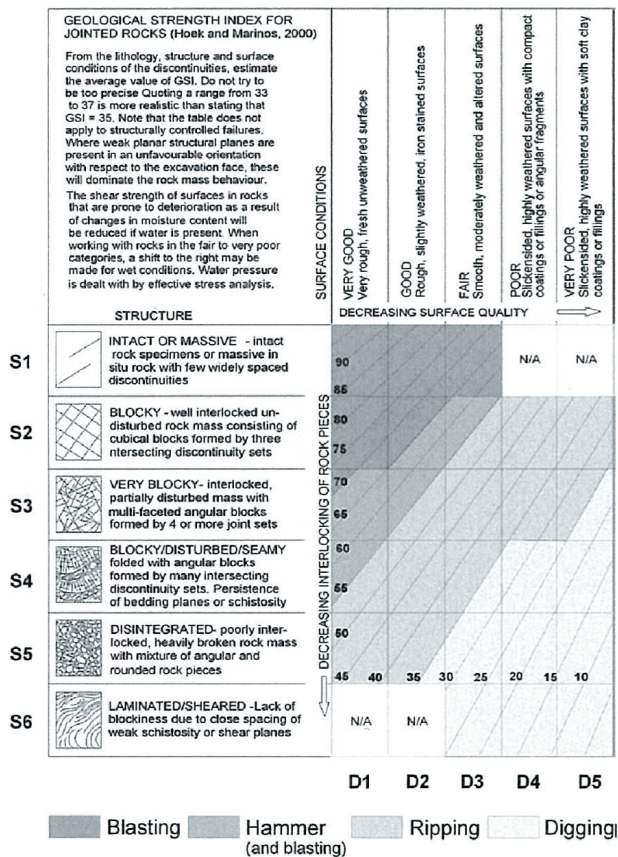 GEOLOGICAL STRENGTH INDEX FOR
JOINTED ROCKS (Hoek and Marinos, 2000)
From the lithology, structure and surface
conditions of the discontinuities, estimate
the average value of GSI. Do not try to
be too precise Quoting a range from 33
to 37 is more realistic than stating that
GSI = 35. Note that the table does not
apply to structurally controlled failures.
Where weak planar structural planes are
present in an unfavourable orientation
with respect to the excavation face, these
will dominate the rock mass behaviour.
The shear strength of surfaces in rocks
that are prone to deterioration as a result
of changes in moisture content will
be reduced if water is present. When
working with rocks in the fair to very poor
categories, a shift to the right may be
made for wet conditions. Water pressure
is dealt with by effective stress analysis.
SURFACE CONDITIONS
VERY GOOD
Very rough, fresh unweathered surfaces
GOOD
Rough, slightly weathered, iron stained surfaces
FAIR
Smooth, moderately weathered and altered surfaces
POOR
Slickensided, highly weathered surfaces with compact
coatings or fillings or angular fragments
VERY POOR
Slickensided, highly weathered surfaces with soft clay
coatings or fillings
STRUCTURE
DECREASING SURFACE QUALITY
DECREASING INTERLOCKING OF ROCK PIECES
S1
INTACT OR MASSIVE - intact
rock specimens or massive in
situ rock with few widely spaced
discontinuities
90
85
N/A
N/A
S2
BLOCKY - well interlocked un-
disturbed rock mass consisting of
cubical blocks formed by three
ntersecting discontinuity sets
80
75
S3
VERY BLOCKY- interlocked,
partially disturbed mass with
multi-faceted angular blocks
formed by 4 or more joint sets
70
65
S4
BLOCKY/DISTURBED/SEAMY
folded with angular blocks
formed by many intersecting
discontinuity sets. Persistence
of bedding planes or schistosity
60
55
S5
DISINTEGRATED- poorly inter-
locked, heavily broken rock mass
with mixture of angular and
rounded rock pieces
50
45 40 35 30 25 20 15 10
S6
LAMINATED/SHEARED -Lack of
blockiness due to close spacing of
weak schistosity or shear planes
N/A
N/A
D1 D2 D3 D4 D5
Blasting
Hammer
(and blasting)
Ripping
Digging